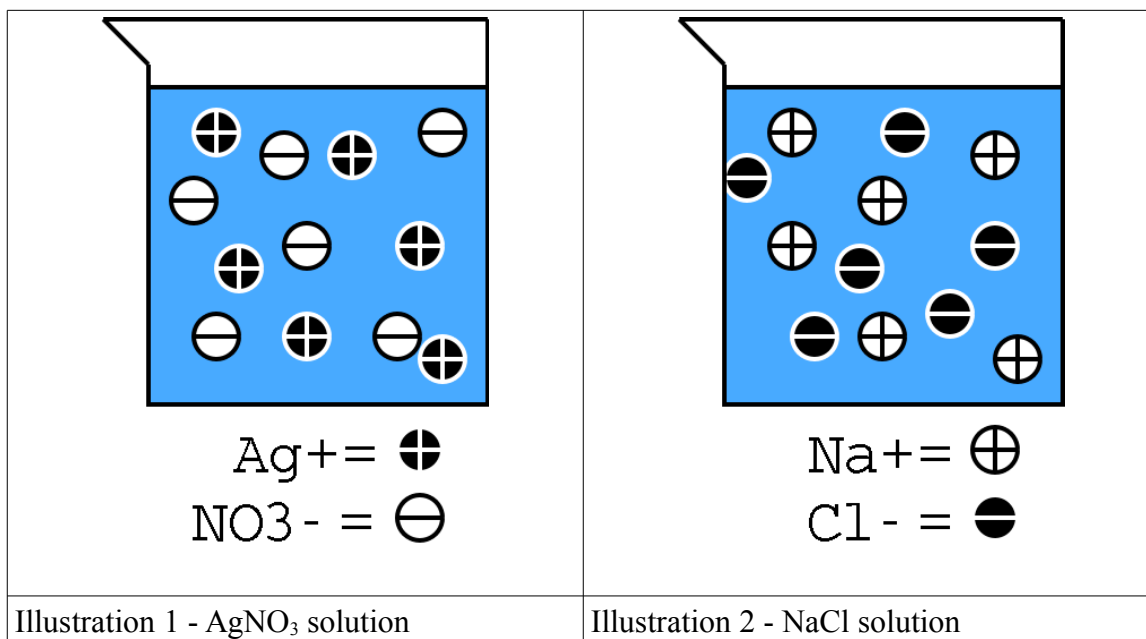 Ag+=
NO3- =
Illustration 1 - AgNO₃ solution
Na+=
Cl- =
Illustration 2 - NaCl solution